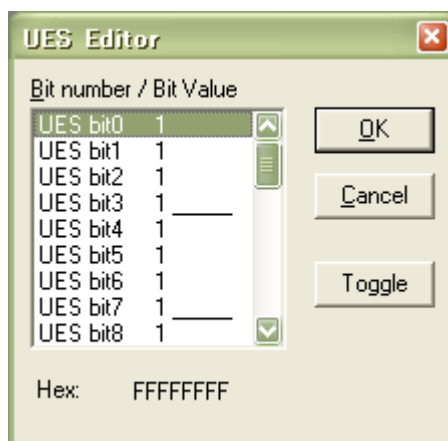 UES Editor
Bit number / Bit Value
UES bit0 1
UES bit1 1
UES bit2 1
UES bit3 1 _____
UES bit4 1
UES bit5 1
UES bit6 1
UES bit7 1 _____
UES bit8 1
OK
Cancel
Toggle
Hex: FFFFFFFF